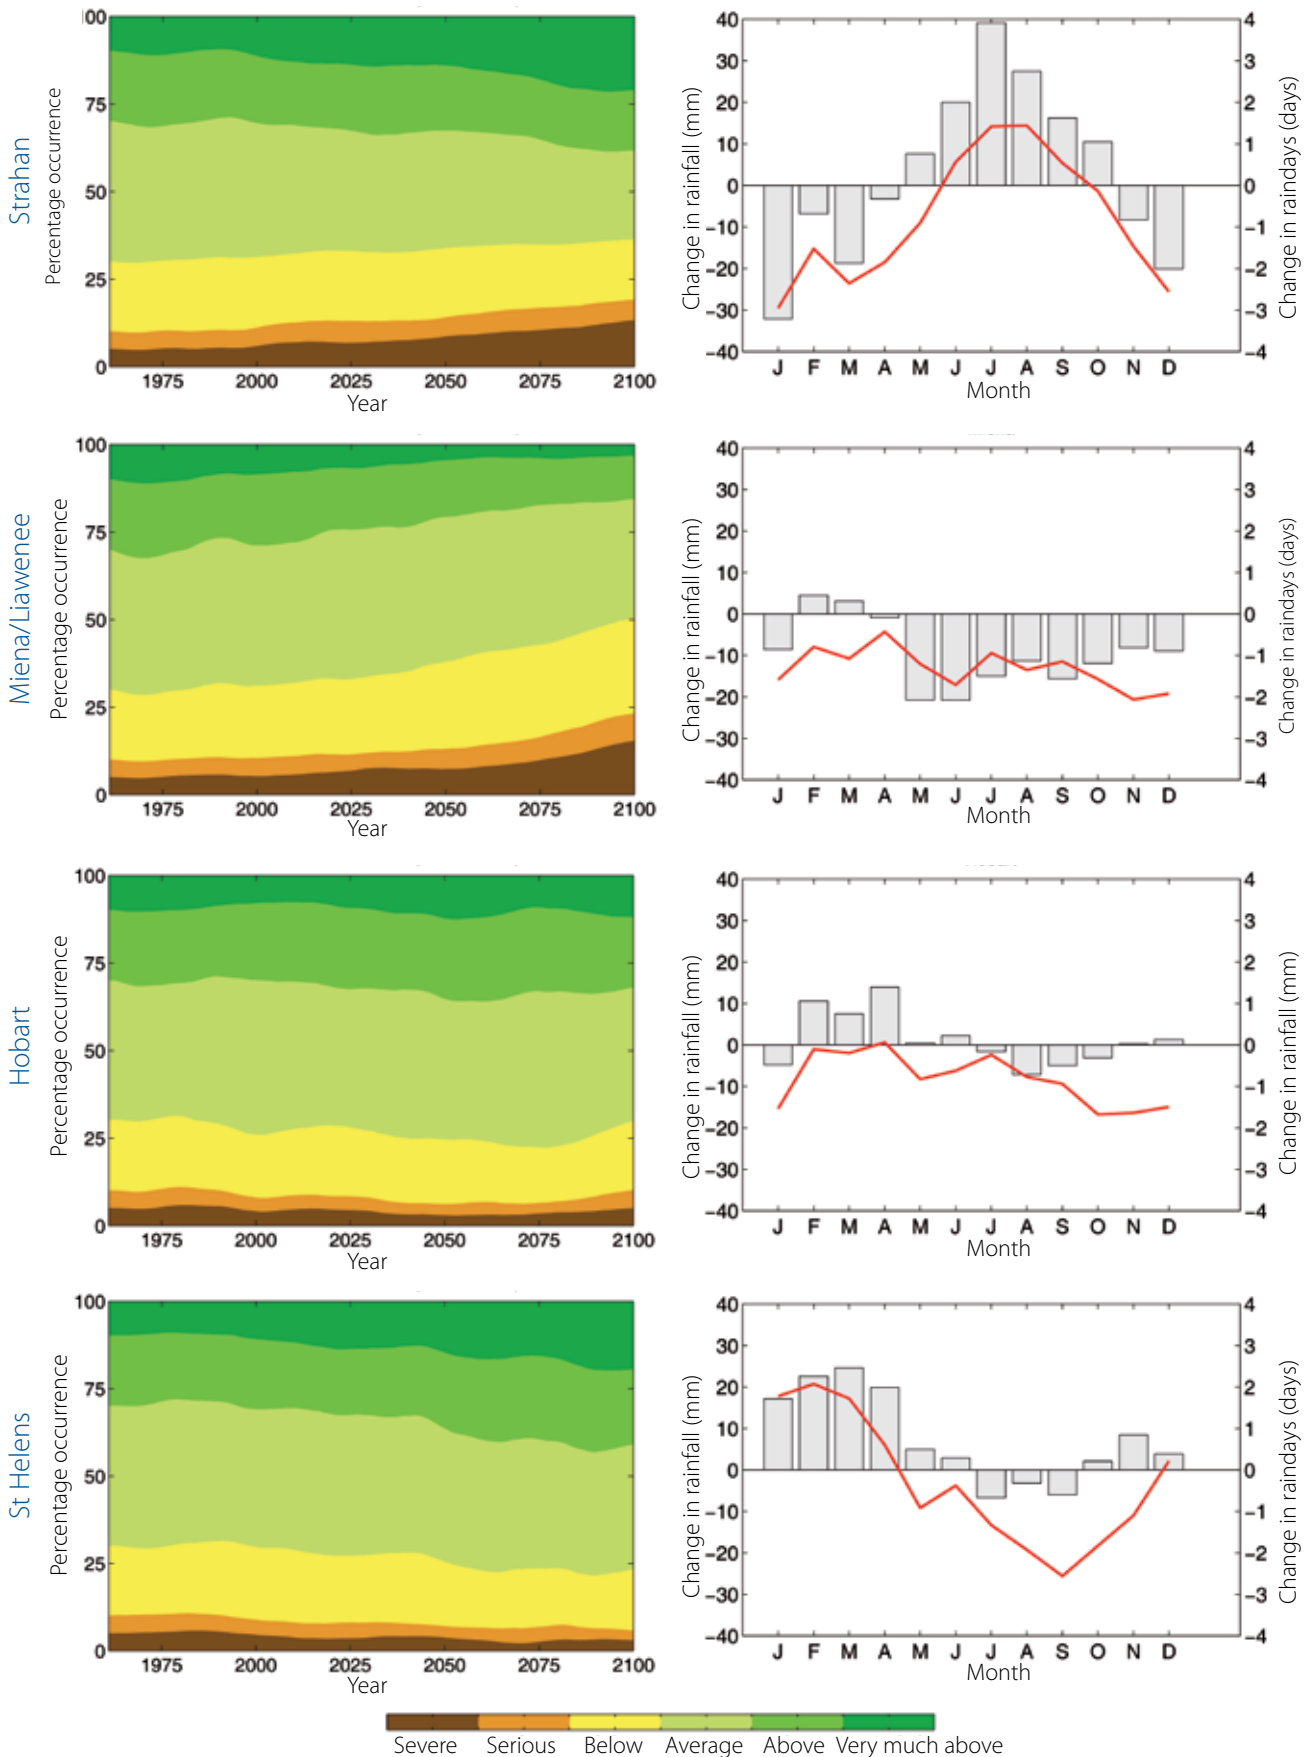 Strahan
Percentage occurrence
00
75
50
25
0
1975 2000 2025 2050 2075 2100
Year
Change in rainfall (mm)
40
30
20
10
0
−10
−20
−30
−40
J F M A M J J A S O N D
Month
4
3
2
1
0
−1
−2
−3
−4
Change in raindays (days)
Miena/Liawenee
Percentage occurrence
100
75
50
25
0
1975 2000 2025 2050 2075 2100
Year
Change in rainfall (mm)
40
30
20
10
0
−10
−20
−30
−40
J F M A M J J A S O N D
Month
4
3
2
1
0
−1
−2
−3
−4
Change in raindays (days)
Hobart
Percentage occurrence
100
75
50
25
0
1975 2000 2025 2050 2075 2100
Year
Change in rainfall (mm)
40
30
20
10
0
−10
−20
−30
−40
J F M A M J J A S O N D
Month
4
3
2
1
0
−1
−2
−3
−4
Change in rainfall (mm)
St Helens
Percentage occurrence
100
75
50
25
0
1975 2000 2025 2050 2075 2100
Year
Change in rainfall (mm)
40
30
20
10
0
−10
−20
−30
−40
J F M A M J J A S O N D
Month
4
3
2
1
0
−1
−2
−3
−4
Change in raindays (days)
Severe Serious Below Average Above Very much above